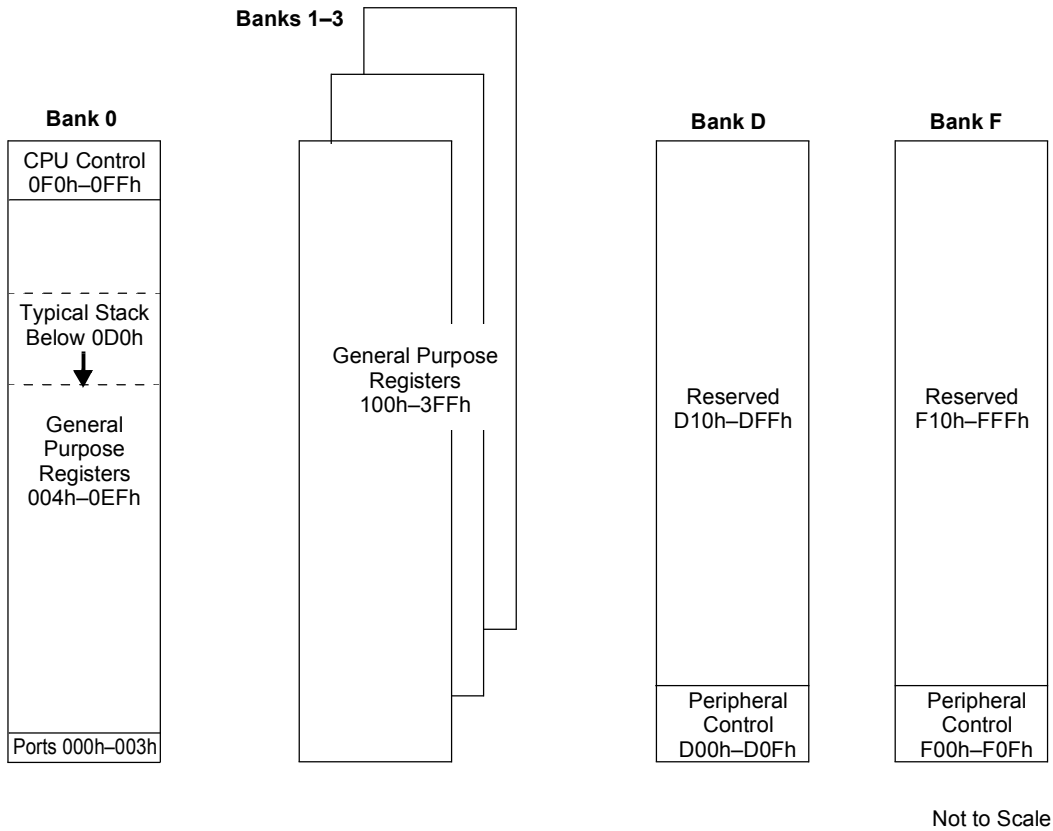 Banks 1–3
Bank 0
CPU Control
0F0h–0FFh
Typical Stack
Below 0D0h
General
Purpose
Registers
004h–0EFh
Ports 000h–003h
General Purpose
Registers
100h–3FFh
Bank D
Reserved
D10h–DFFh
Peripheral
Control
D00h–D0Fh
Bank F
Reserved
F10h–FFFh
Peripheral
Control
F00h–F0Fh
Not to Scale